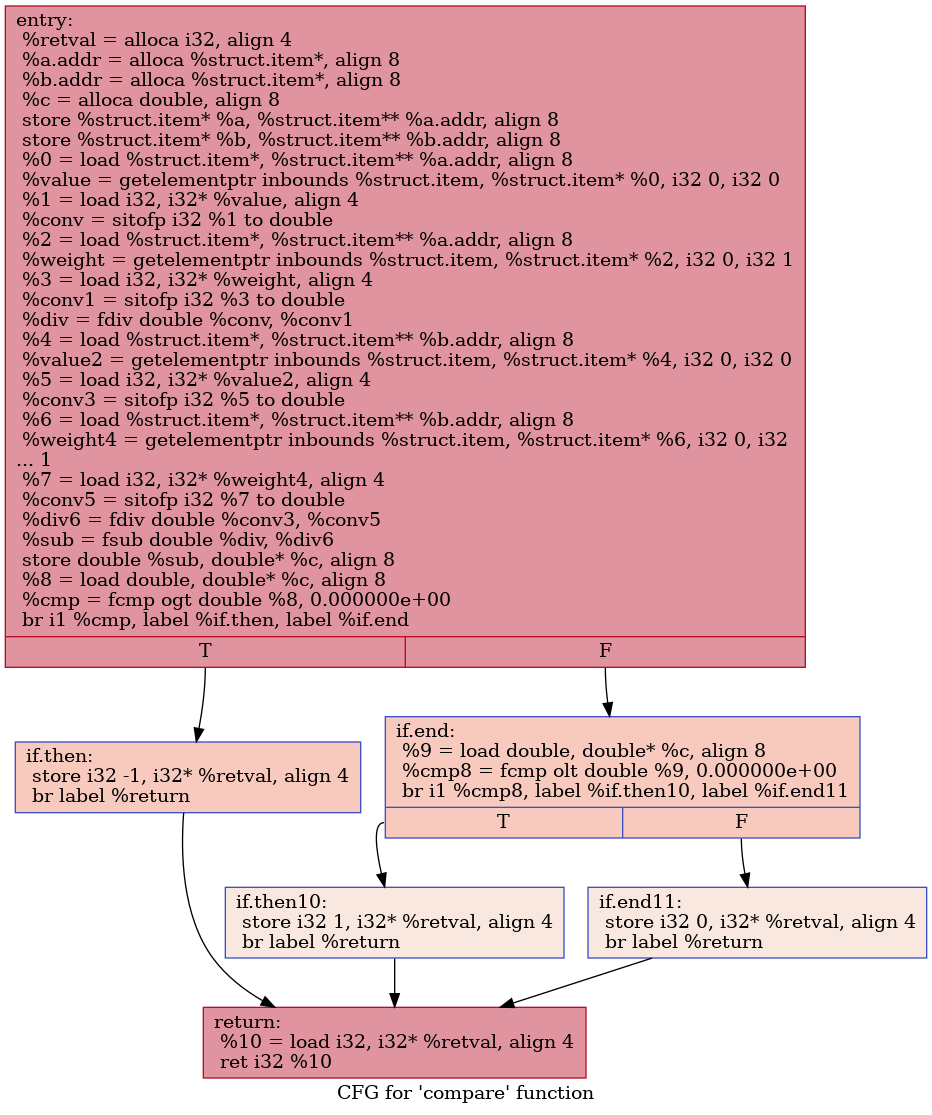 entry:
%retval = alloca i32, align 4
%a.addr = alloca %struct.item*, align 8
%b.addr = alloca %struct.item*, align 8
%c = alloca double, align 8
store %struct.item* %a, %struct.item** %a.addr, align 8
store %struct.item* %b, %struct.item** %b.addr, align 8
%0 = load %struct.item*, %struct.item** %a.addr, align 8
%value = getelementptr inbounds %struct.item, %struct.item* %0, i32 0, i32 0
%1 = load i32, i32* %value, align 4
%conv = sitofp i32 %1 to double
%2 = load %struct.item*, %struct.item** %a.addr, align 8
%weight = getelementptr inbounds %struct.item, %struct.item* %2, i32 0, i32 1
%3 = load i32, i32* %weight, align 4
%conv1 = sitofp i32 %3 to double
%div = fdiv double %conv, %conv1
%4 = load %struct.item*, %struct.item** %b.addr, align 8
%value2 = getelementptr inbounds %struct.item, %struct.item* %4, i32 0, i32 0
%5 = load i32, i32* %value2, align 4
%conv3 = sitofp i32 %5 to double
%6 = load %struct.item*, %struct.item** %b.addr, align 8
%weight4 = getelementptr inbounds %struct.item, %struct.item* %6, i32 0, i32
... 1
%7 = load i32, i32* %weight4, align 4
%conv5 = sitofp i32 %7 to double
%div6 = fdiv double %conv3, %conv5
%sub = fsub double %div, %div6
store double %sub, double* %c, align 8
%8 = load double, double* %c, align 8
%cmp = fcmp ogt double %8, 0.000000e+00
br i1 %cmp, label %if.then, label %if.end
T
F
if.then:
store i32 -1, i32* %retval, align 4
br label %return
if.end:
%9 = load double, double* %c, align 8
%cmp8 = fcmp olt double %9, 0.000000e+00
br i1 %cmp8, label %if.then10, label %if.end11
T
F
if.then10:
store i32 1, i32* %retval, align 4
br label %return
if.end11:
store i32 0, i32* %retval, align 4
br label %return
return:
%10 = load i32, i32* %retval, align 4
ret i32 %10
CFG for 'compare' function